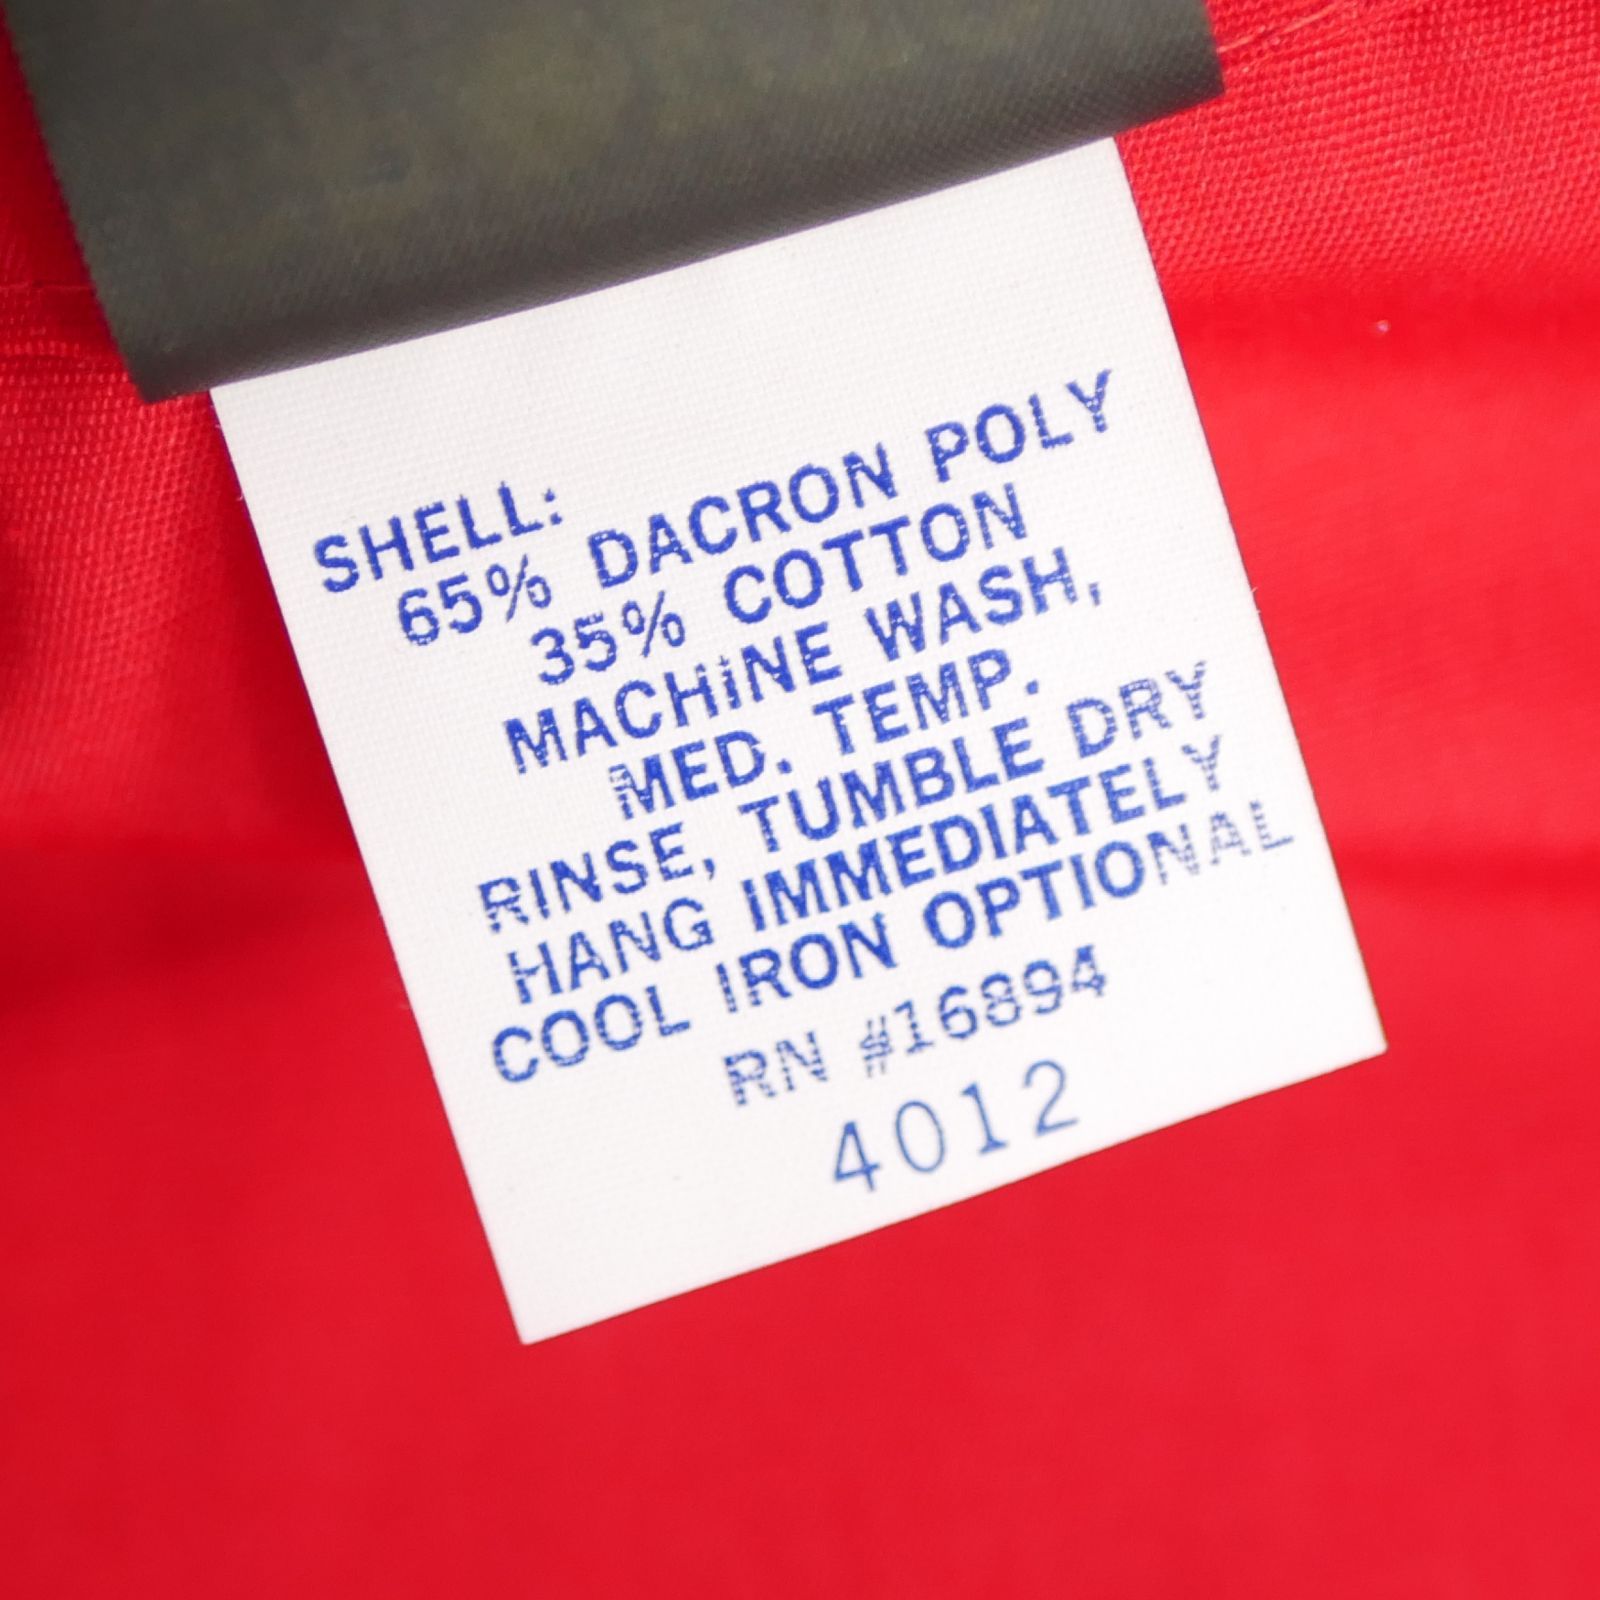 SHELL:
65% DACRON POLY
35% COTTON
MACHINE WASH,
MED. TEMP.
RINSE, TUMBLE DRY
HANG IMMEDIATELY
COOL IRON OPTIONAL
RN #16894
4012